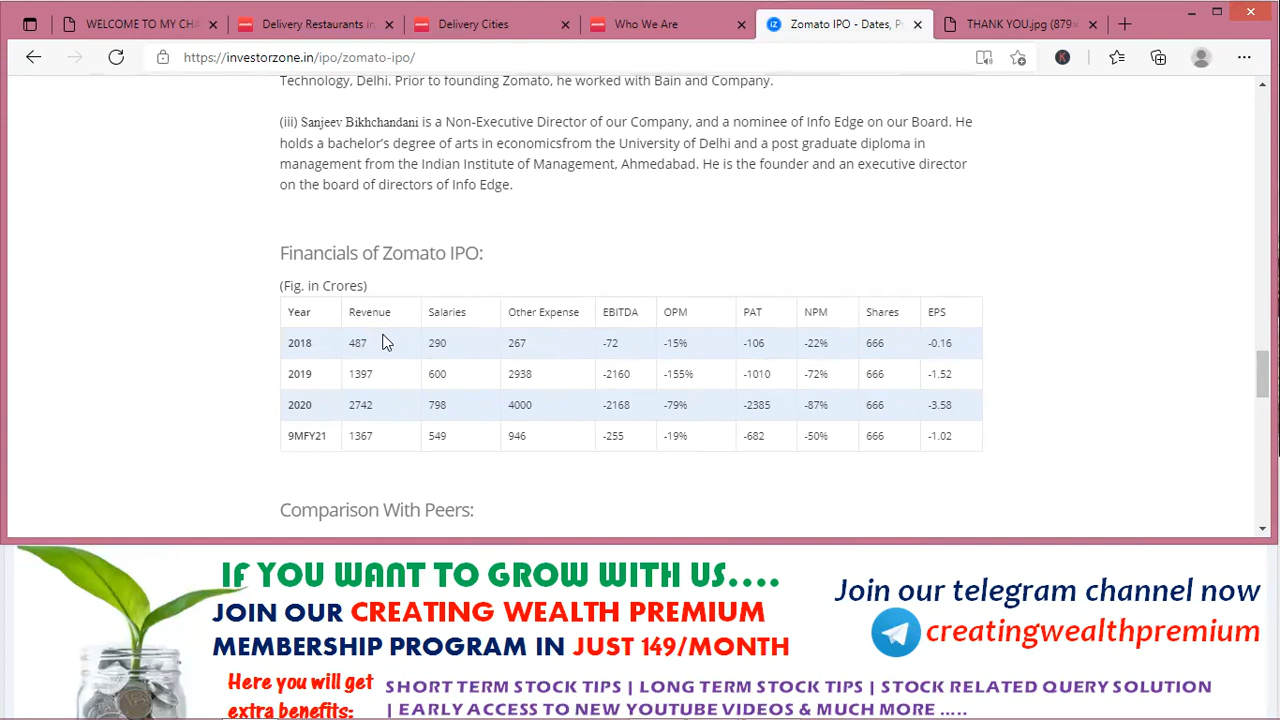 WELCOME TO MY CHA
Delivery Restaurants in
Delivery Cities
Who We Are
Zomato IPO - Dates, P
THANK YOU.jpg (879×
https://investorzone.in/ipo/zomato-ipo/
Technology, Delhi. Prior to founding Zomato, he worked with Bain and Company.
(iii) Sanjeev Bikhchandani is a Non-Executive Director of our Company, and a nominee of Info Edge on our Board. He
holds a bachelor's degree of arts in economicsfrom the University of Delhi and a post graduate diploma in
management from the Indian Institute of Management, Ahmedabad. He is the founder and an executive director
on the board of directors of Info Edge.
Financials of Zomato IPO:
(Fig. in Crores)
Year Revenue Salaries Other Expense EBITDA OPM PAT NPM Shares EPS
2018 487 290 267 -72 -15% -106 -22% 666 -0.16
2019 1397 600 2938 -2160 -155% -1010 -72% 666 -1.52
2020 2742 798 4000 -2168 -79% -2385 -87% 666 -3.58
9MFY21 1367 549 946 -255 -19% -682 -50% 666 -1.02
Comparison With Peers:
IF YOU WANT TO GROW WITH US....
JOIN OUR CREATING WEALTH PREMIUM
MEMBERSHIP PROGRAM IN JUST 149/MONTH
Join our telegram channel now
creatingwealthpremium
Here you will get
extra benefits:
SHORT TERM STOCK TIPS | LONG TERM STOCK TIPS | STOCK RELATED QUERY SOLUTION
| EARLY ACCESS TO NEW YOUTUBE VIDEOS & MUCH MORE .....